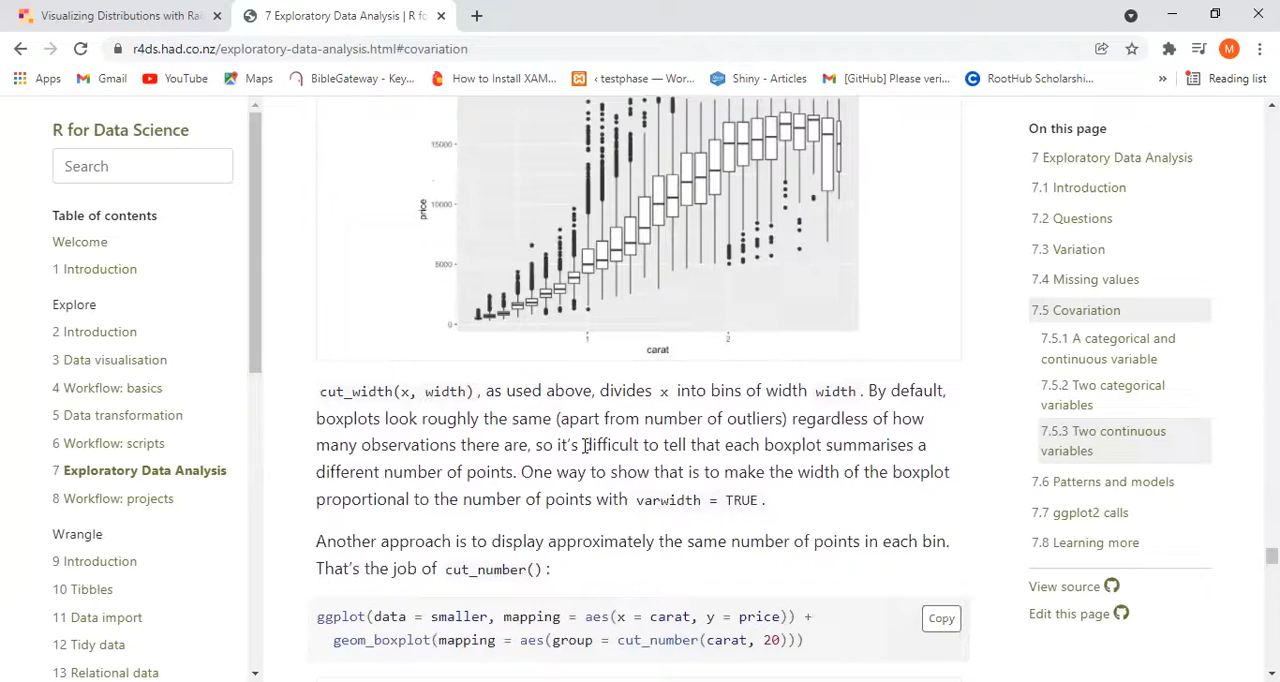 Visualizing Distributions with Rai
7 Exploratory Data Analysis | R fo
r4ds.had.co.nz/exploratory-data-analysis.html#covariation
Apps
Gmail
YouTube
Maps
BibleGateway - Key...
How to Install XAM...
‹ testphase — Wor...
Shiny - Articles
[GitHub] Please veri...
RootHub Scholarshi...
»
Reading list
M
R for Data Science
Search
Table of contents
Welcome
1 Introduction
Explore
2 Introduction
3 Data visualisation
4 Workflow: basics
5 Data transformation
6 Workflow: scripts
7 Exploratory Data Analysis
8 Workflow: projects
Wrangle
9 Introduction
10 Tibbles
11 Data import
12 Tidy data
13 Relational data
15000
10000
5000
0
price
1
2
carat
cut_width(x, width), as used above, divides x into bins of width width. By default,
boxplots look roughly the same (apart from number of outliers) regardless of how
many observations there are, so it's difficult to tell that each boxplot summarises a
different number of points. One way to show that is to make the width of the boxplot
proportional to the number of points with varwidth = TRUE.
Another approach is to display approximately the same number of points in each bin.
That's the job of cut_number():
ggplot(data = smaller, mapping = aes(x = carat, y = price)) +
geom_boxplot(mapping = aes(group = cut_number(carat, 20)))
Copy
On this page
7 Exploratory Data Analysis
7.1 Introduction
7.2 Questions
7.3 Variation
7.4 Missing values
7.5 Covariation
7.5.1 A categorical and
continuous variable
7.5.2 Two categorical
variables
7.5.3 Two continuous
variables
7.6 Patterns and models
7.7 ggplot2 calls
7.8 Learning more
View source
Edit this page